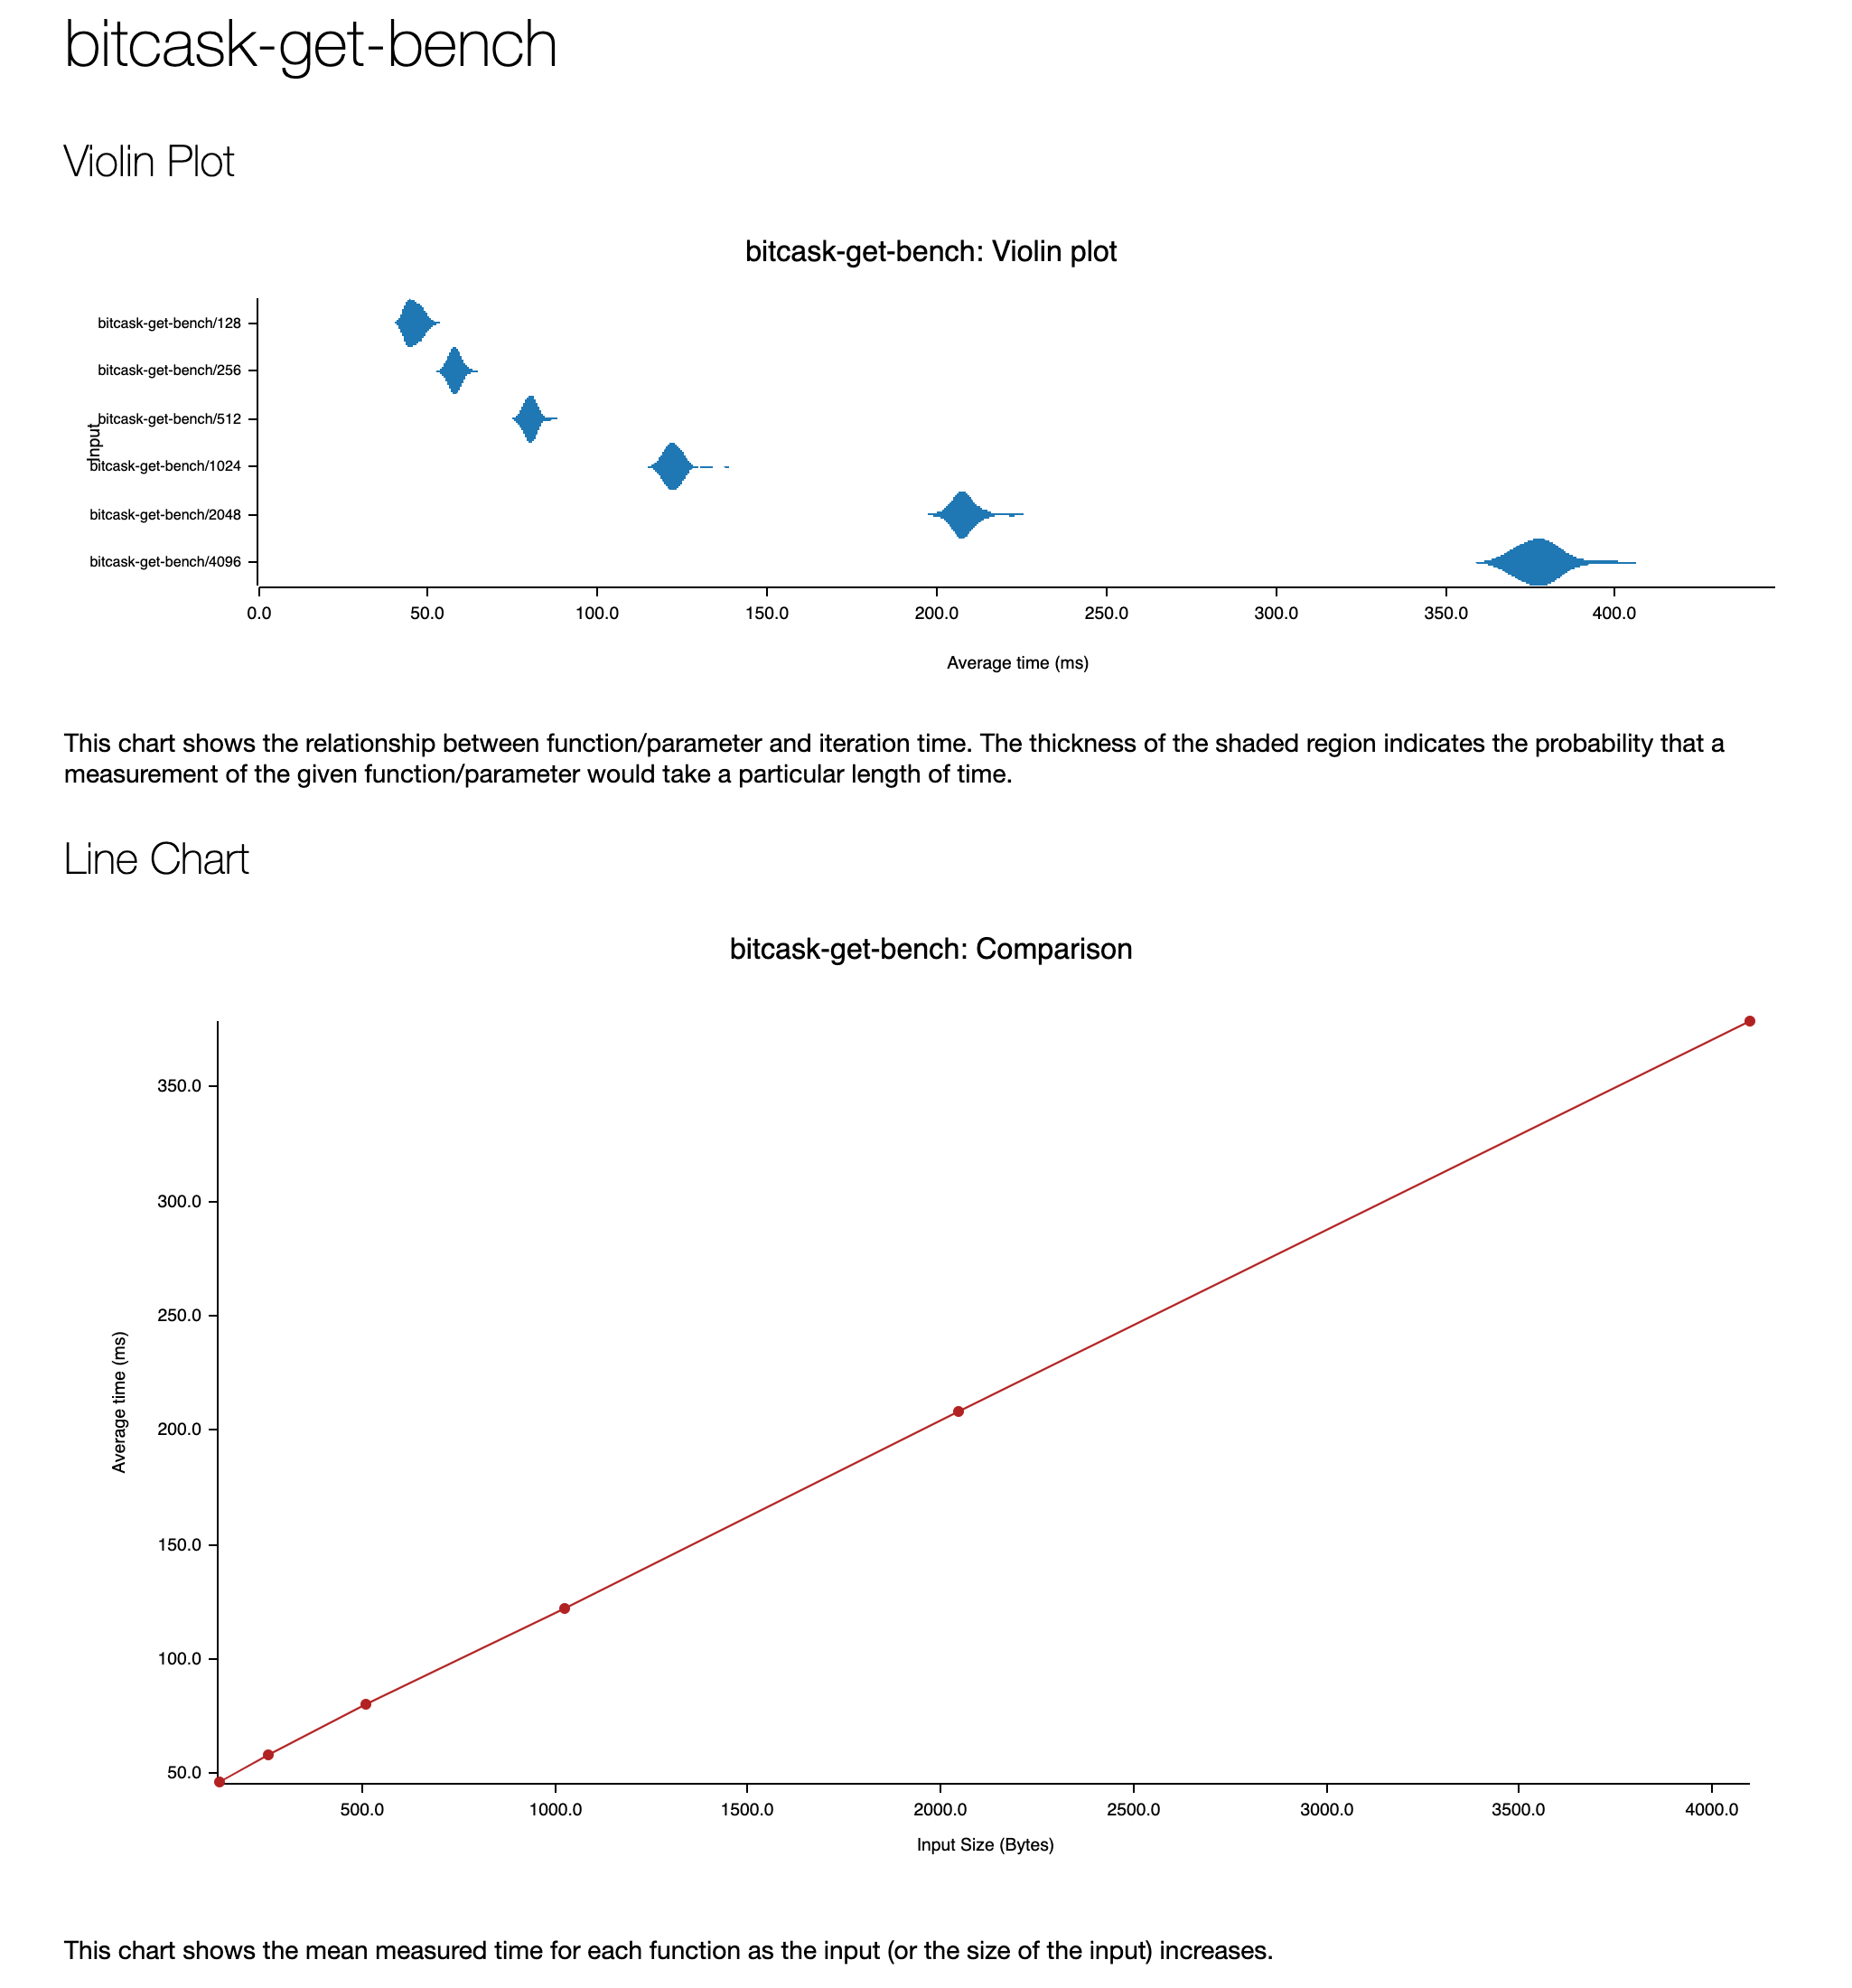 bitcask-get-bench
Violin Plot
bitcask-get-bench: Violin plot
Input
bitcask-get-bench/128
bitcask-get-bench/256
bitcask-get-bench/512
bitcask-get-bench/1024
bitcask-get-bench/2048
bitcask-get-bench/4096
0.0 50.0 100.0 150.0 200.0 250.0 300.0 350.0 400.0
Average time (ms)
This chart shows the relationship between function/parameter and iteration time. The thickness of the shaded region indicates the probability that a
measurement of the given function/parameter would take a particular length of time.
Line Chart
bitcask-get-bench: Comparison
Average time (ms)
350.0
300.0
250.0
200.0
150.0
100.0
50.0
500.0 1000.0 1500.0 2000.0 2500.0 3000.0 3500.0 4000.0
Input Size (Bytes)
This chart shows the mean measured time for each function as the input (or the size of the input) increases.